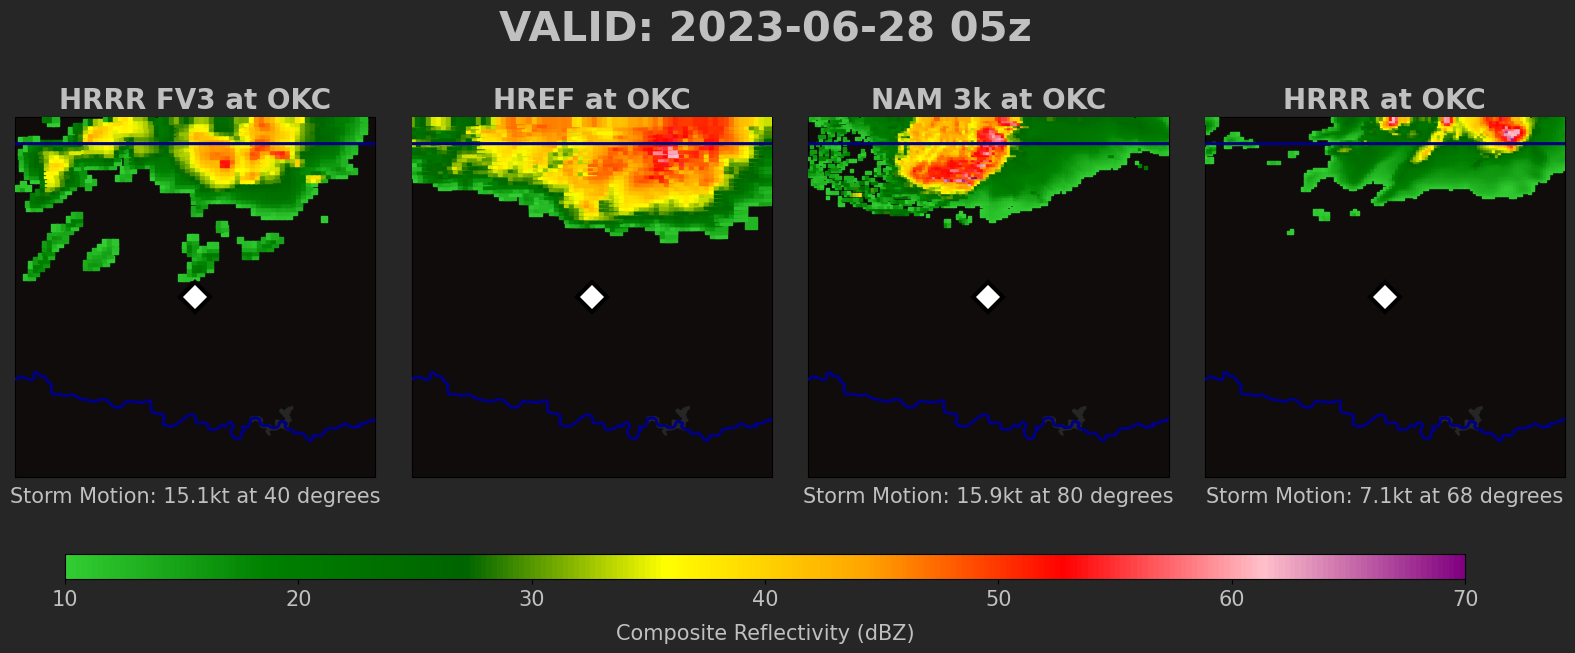 VALID: 2023-06-28 05z
HRRR FV3 at OKC
HREF at OKC
NAM 3k at OKC
HRRR at OKC
Storm Motion: 15.1kt at 40 degrees
Storm Motion: 15.9kt at 80 degrees
Storm Motion: 7.1kt at 68 degrees
10 20 30 40 50 60 70
Composite Reflectivity (dBZ)